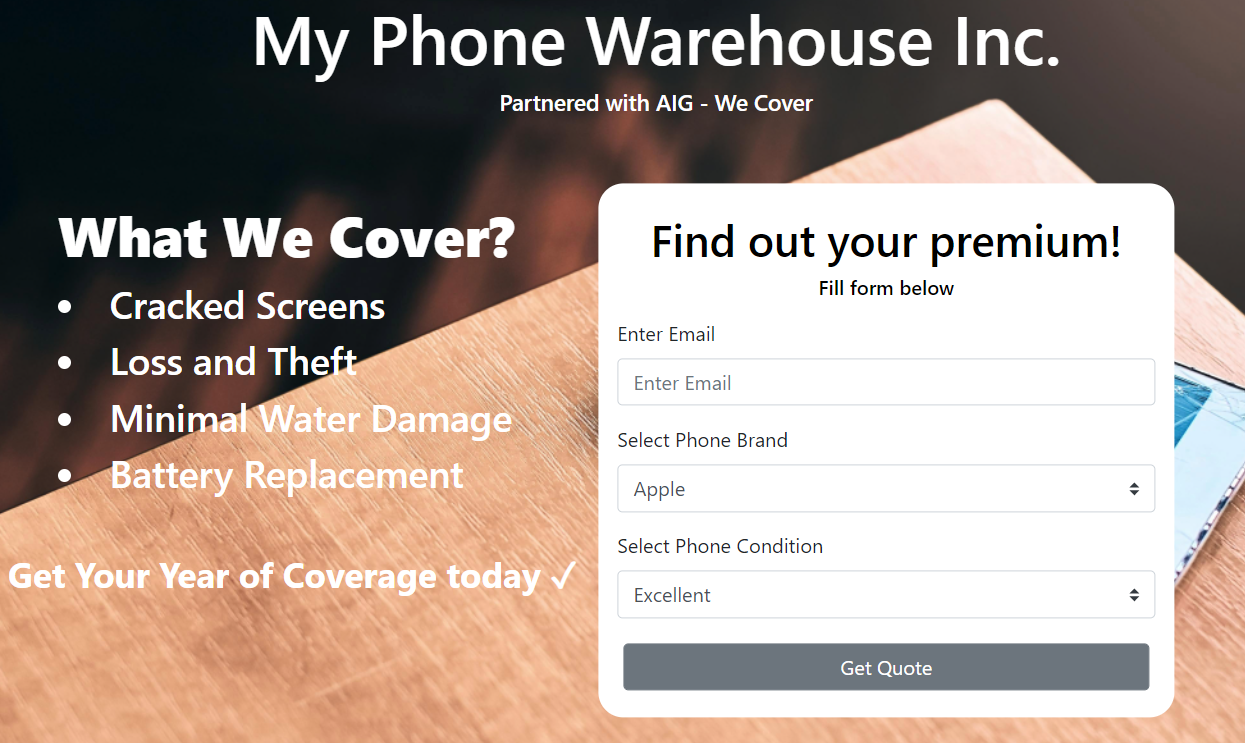 My Phone Warehouse Inc.
Partnered with AIG - We Cover
What We Cover?
• Cracked Screens
• Loss and Theft
• Minimal Water Damage
• Battery Replacement
Get Your Year of Coverage today ✓
Find out your premium!
Fill form below
Enter Email
Enter Email
Select Phone Brand
Apple
Select Phone Condition
Excellent
Get Quote